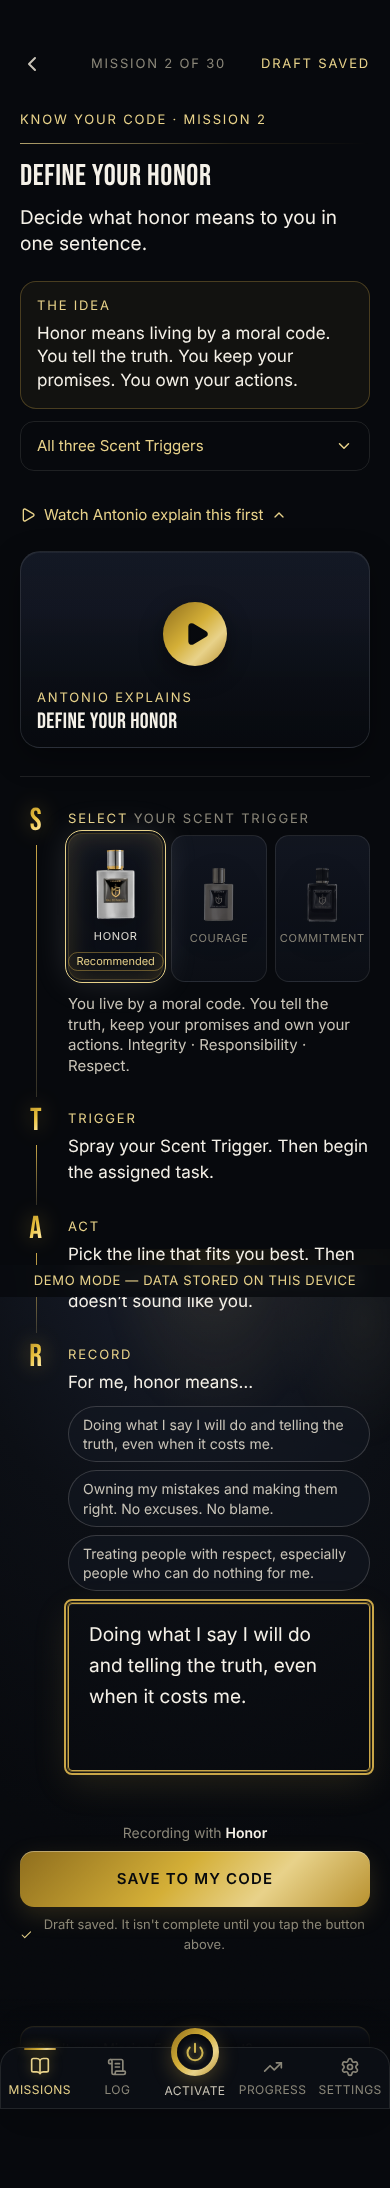 MISSION 2 OF 30
DRAFT SAVED
KNOW YOUR CODE · MISSION 2
DEFINE YOUR HONOR
Decide what honor means to you in
one sentence.
THE IDEA
Honor means living by a moral code.
You tell the truth. You keep your
promises. You own your actions.
All three Scent Triggers
Watch Antonio explain this first
ANTONIO EXPLAINS
DEFINE YOUR HONOR
S
SELECT YOUR SCENT TRIGGER
HONOR
Recommended
COURAGE
COMMITMENT
You live by a moral code. You tell the
truth, keep your promises and own your
actions. Integrity · Responsibility ·
Respect.
T
TRIGGER
Spray your Scent Trigger. Then begin
the assigned task.
A
ACT
Pick the line that fits you best. Then
DEMO MODE — DATA STORED ON THIS DEVICE
doesn't sound like you.
R
RECORD
For me, honor means...
Doing what I say I will do and telling the
truth, even when it costs me.
Owning my mistakes and making them
right. No excuses. No blame.
Treating people with respect, especially
people who can do nothing for me.
Doing what I say I will do
and telling the truth, even
when it costs me.
Recording with Honor
SAVE TO MY CODE
Draft saved. It isn't complete until you tap the button
above.
MISSIONS
LOG
ACTIVATE
PROGRESS
SETTINGS